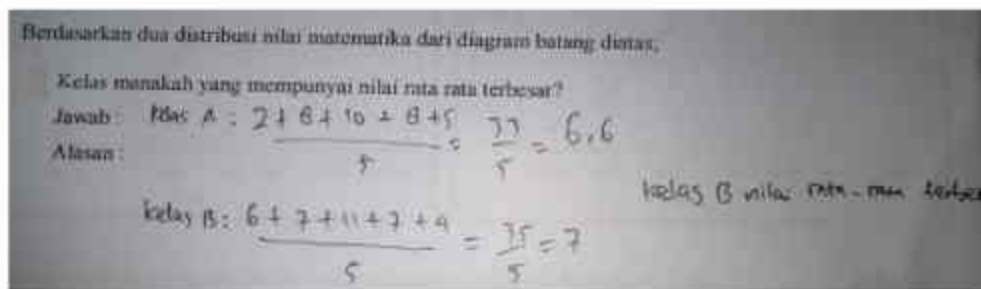 Berdasarkan dua distribusi nilai matematika dari diagram batang diatas,
Kelas manakah yang mempunyai nilai rata rata terbesar?
Jawab : Kelas A : 2 + 8 + 10 + 8 + 5 / 5 = 33 / 5 = 6,6
Alasan :
kelas B nilai rata-rata
kelas B : 6 + 7 + 11 + 7 + 4 / 5 = 35 / 5 = 7